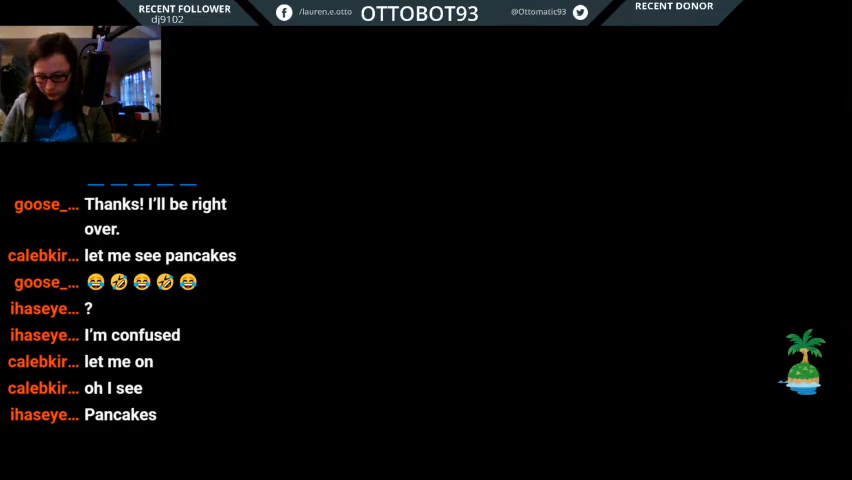 RECENT FOLLOWER
dj9102
/lauren.e.otto
OTTOBOT93
@Ottomatic93
RECENT DONOR
goose_… Thanks! I'll be right
over.
calebkir… let me see pancakes
goose_… 😂 🤣 😂 🤣 😂
ihaseye… ?
ihaseye… I'm confused
calebkir… let me on
calebkir… oh I see
ihaseye… Pancakes